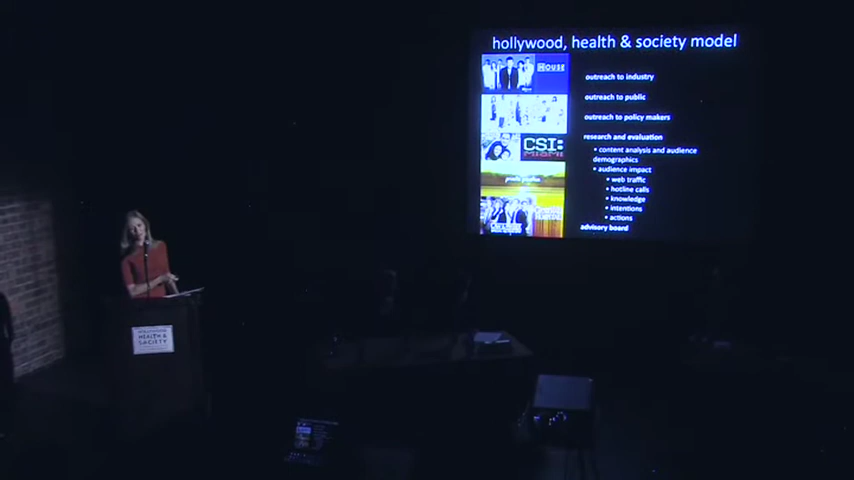 hollywood, health & society model
HOUSE
outreach to industry
outreach to public
outreach to policy makers
CSI:
MIAMI
research and evaluation
• content analysis and audience
demographics
• audience impact
• web traffic
• hotline calls
• knowledge
• intentions
• actions
advisory board
HEALTH &
SOCIETY